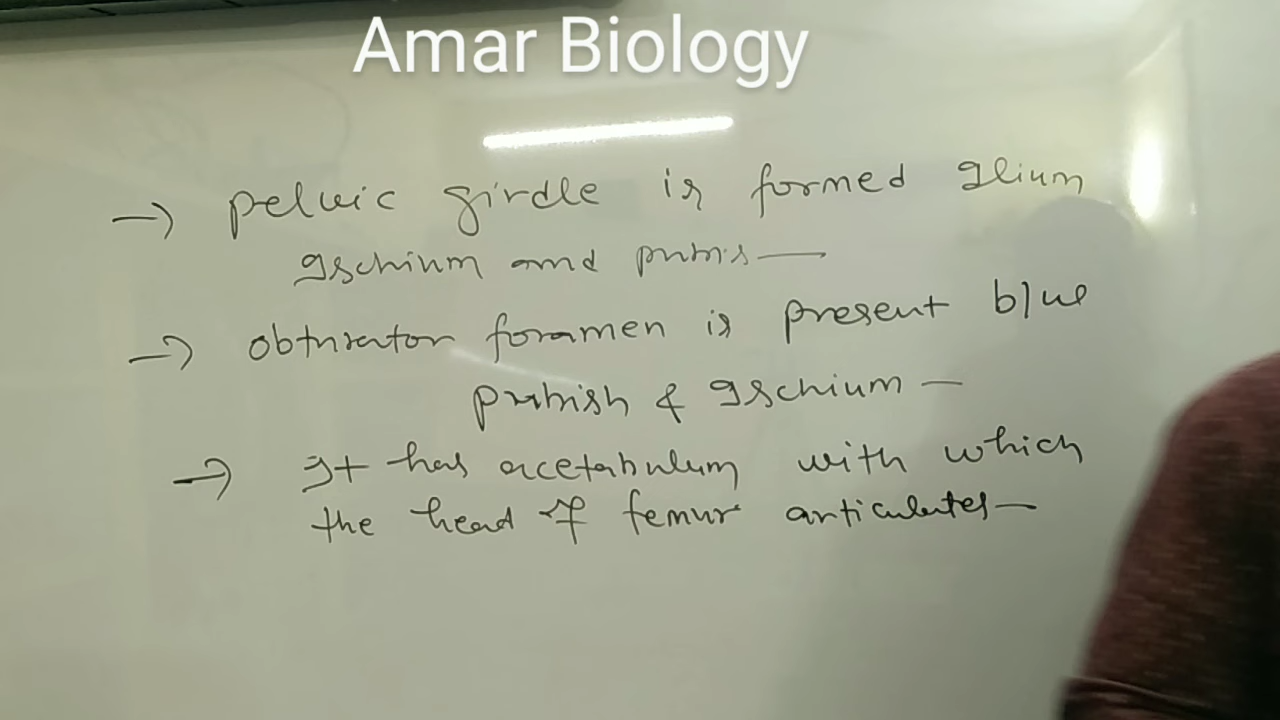 Amar Biology
→ pelvic girdle is formed Ilium
Ischium and pubis —
→ obturator foramen is present b/w
pubish & Ischium —
→ It has acetabulum with which
the head of femur articulates —